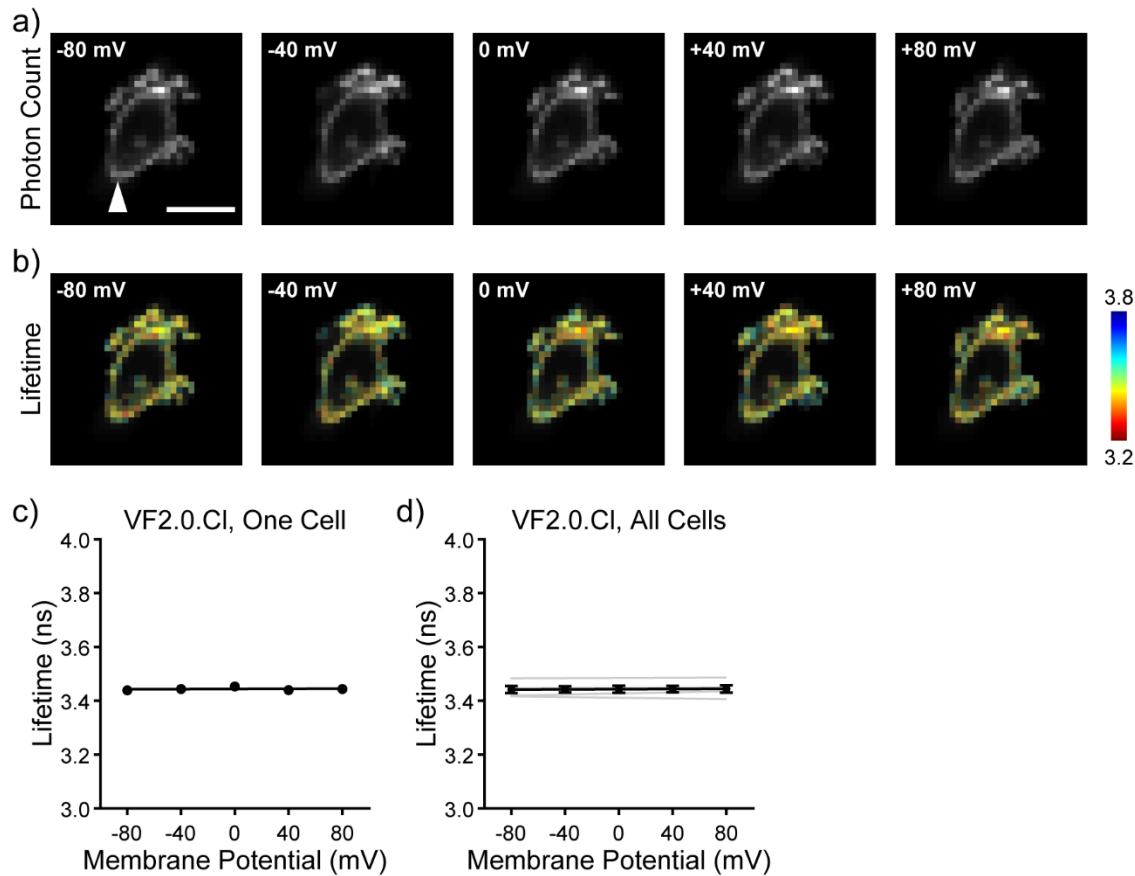 a)
Photon Count
-80 mV
-40 mV
0 mV
+40 mV
+80 mV
b)
Lifetime
-80 mV
-40 mV
0 mV
+40 mV
+80 mV
3.8
3.2
c)
VF2.0.Cl, One Cell
4.0
3.8
3.6
3.4
3.2
3.0
Lifetime (ns)
-80
-40
0
40
80
Membrane Potential (mV)
d)
VF2.0.Cl, All Cells
4.0
3.8
3.6
3.4
3.2
3.0
Lifetime (ns)
-80
-40
0
40
80
Membrane Potential (mV)